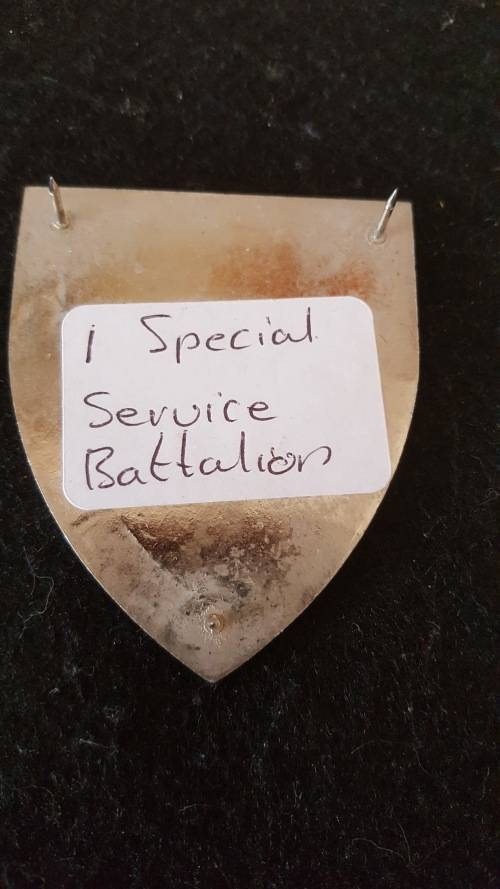 1 Special
Service
Battalion